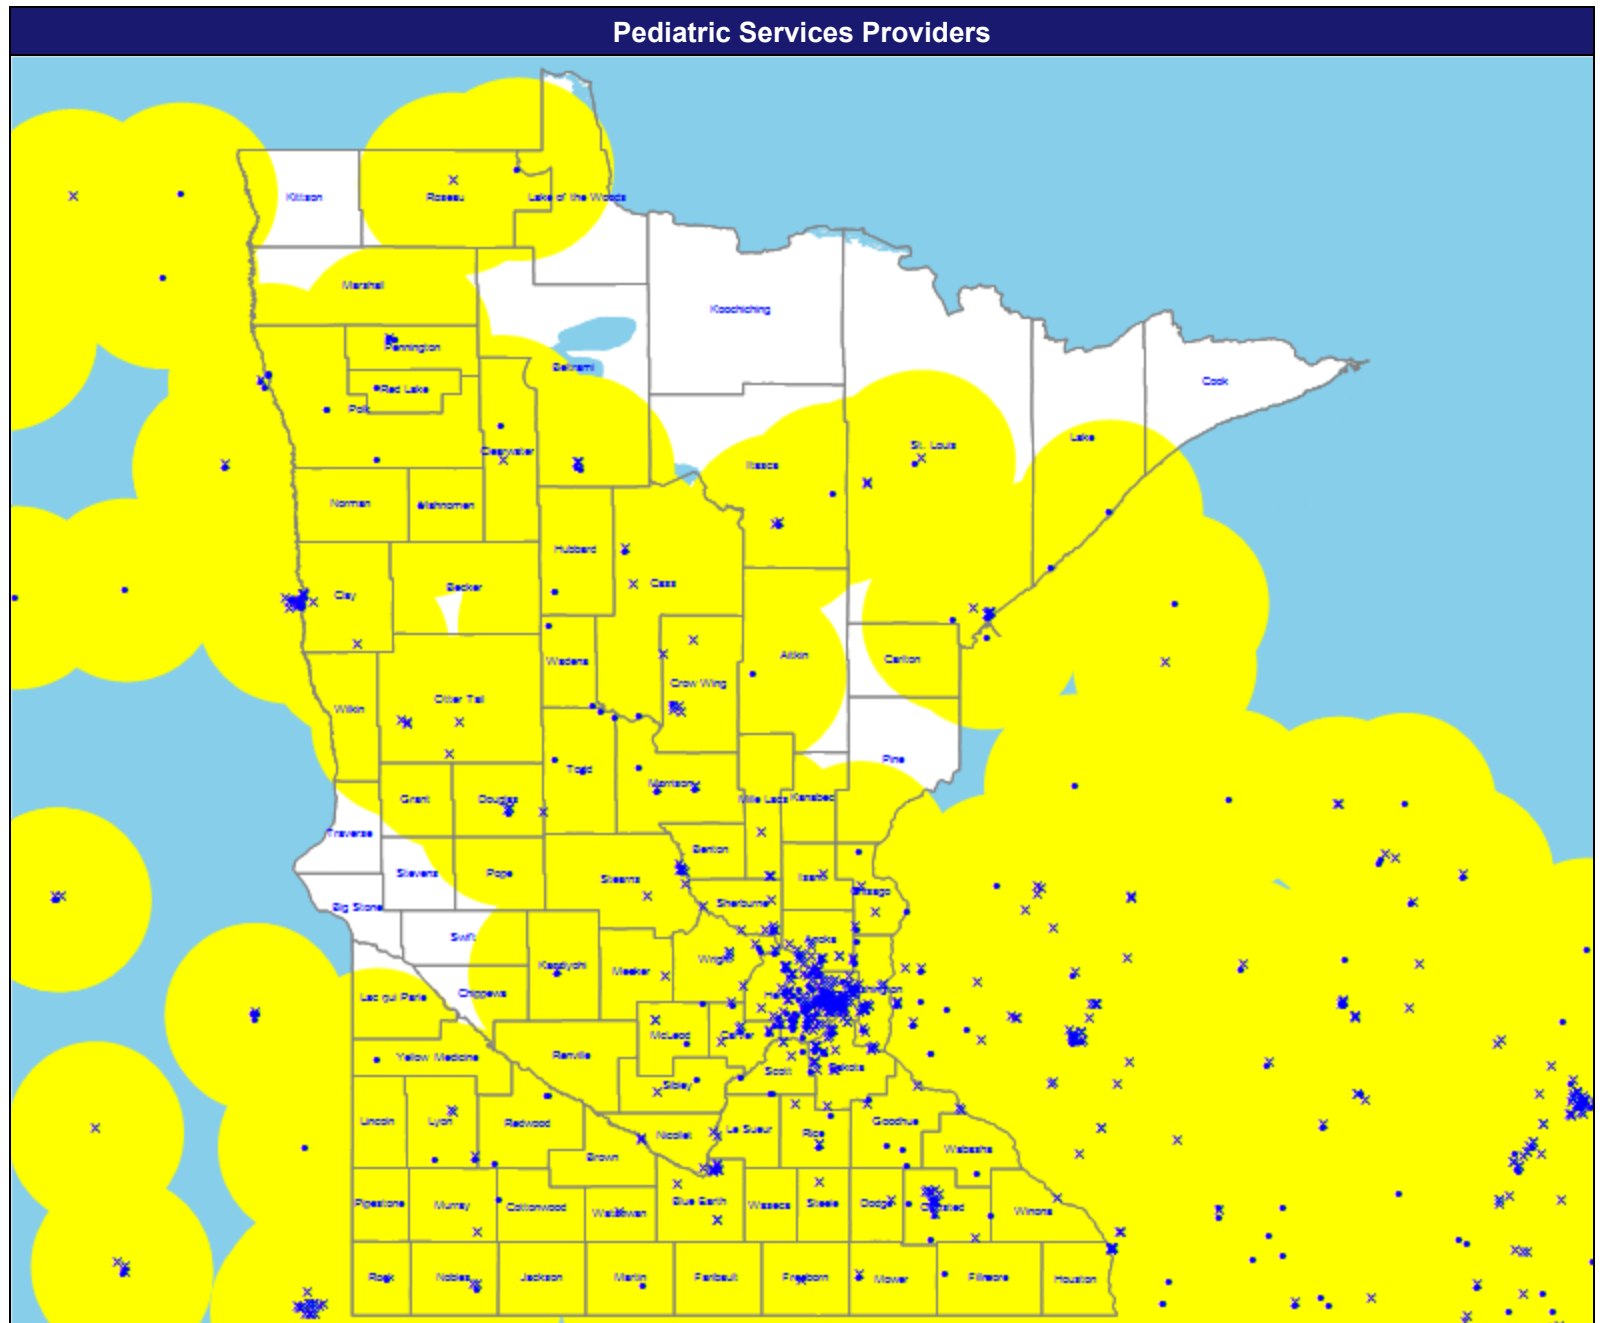 Pediatric Services Providers
Kittson
Roseau
Lake of the Woods
Marshall
Koochiching
Pennington
Beltrami
Cook
Red Lake
Polk
Lake
St. Louis
Clearwater
Itasca
Norman
Mahnomen
Hubbard
Cass
Becker
Clay
Aitkin
Carlton
Wadena
Crow Wing
Otter Tail
Wilkin
Pine
Todd
Morrison
Grant
Douglas
Mille Lacs
Kanabec
Traverse
Benton
Stevens
Pope
Stearns
Isanti
Chisago
Sherburne
Big Stone
Swift
Anoka
Wright
Kandiyohi
Meeker
Chippewa
Lac qui Parle
McLeod
Carver
Renville
Yellow Medicine
Scott
Dakota
Sibley
Lincoln
Lyon
Redwood
Nicollet
Le Sueur
Rice
Goodhue
Wabasha
Brown
Pipestone
Murray
Cottonwood
Watonwan
Blue Earth
Waseca
Steele
Dodge
Olmsted
Winona
Rock
Nobles
Jackson
Martin
Faribault
Freeborn
Mower
Fillmore
Houston